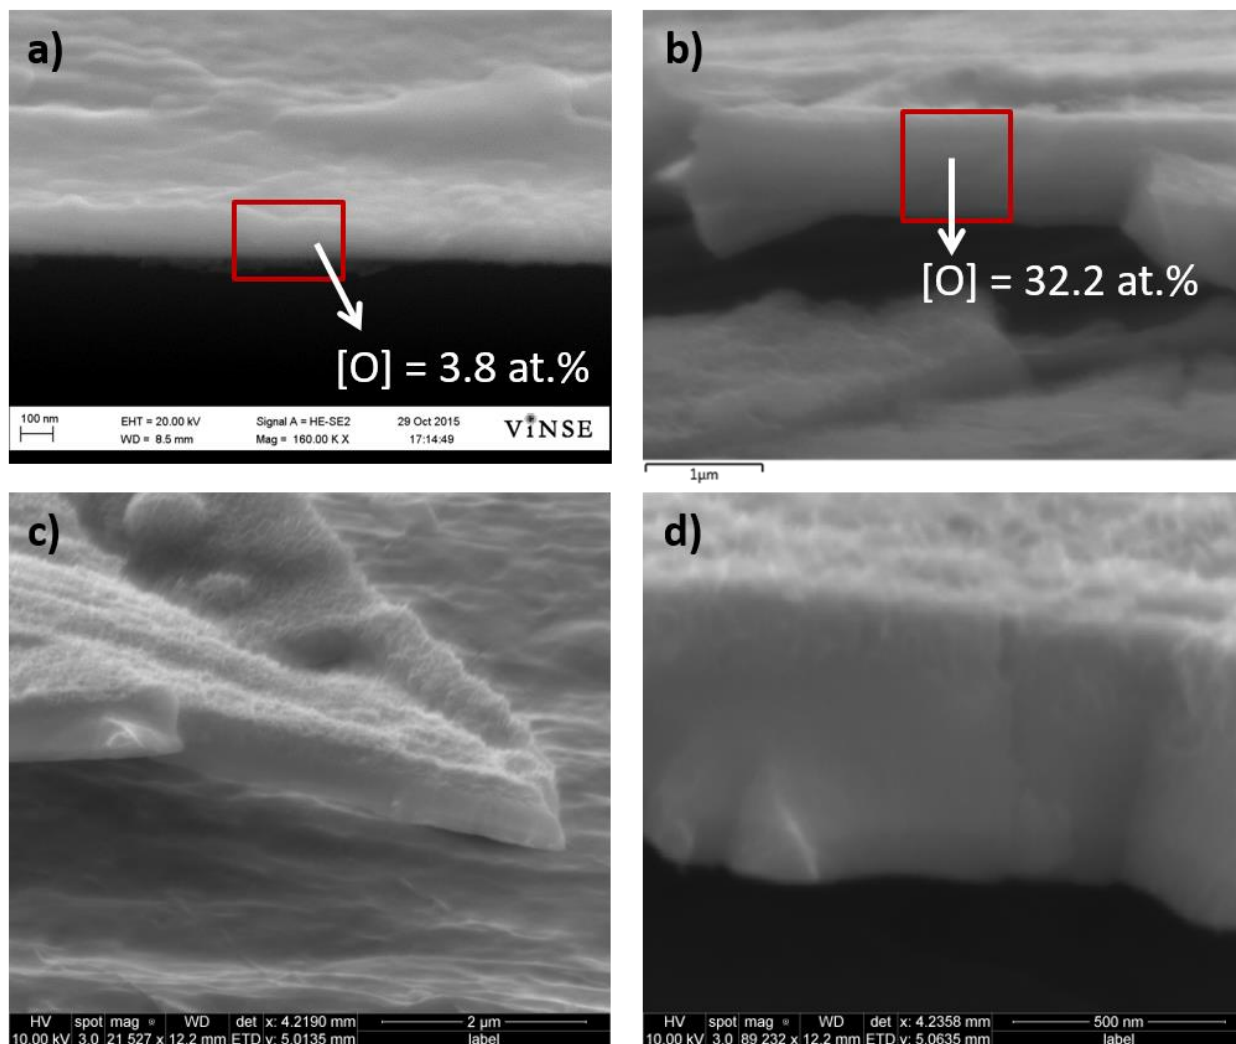 a)
[O] = 3.8 at.%
100 nm
EHT = 20.00 kV
WD = 8.5 mm
Signal A = HE-SE2
Mag = 160.00 K X
29 Oct 2015
17:14:49
ViNSE
b)
[O] = 32.2 at.%
1µm
c)
HV spot mag WD det x: 4.2190 mm 2 µm
10.00 kV 3.0 21 527 x 12.2 mm ETD y: 5.0135 mm label
d)
HV spot mag WD det x: 4.2358 mm 500 nm
10.00 kV 3.0 89 232 x 12.2 mm ETD y: 5.0635 mm label